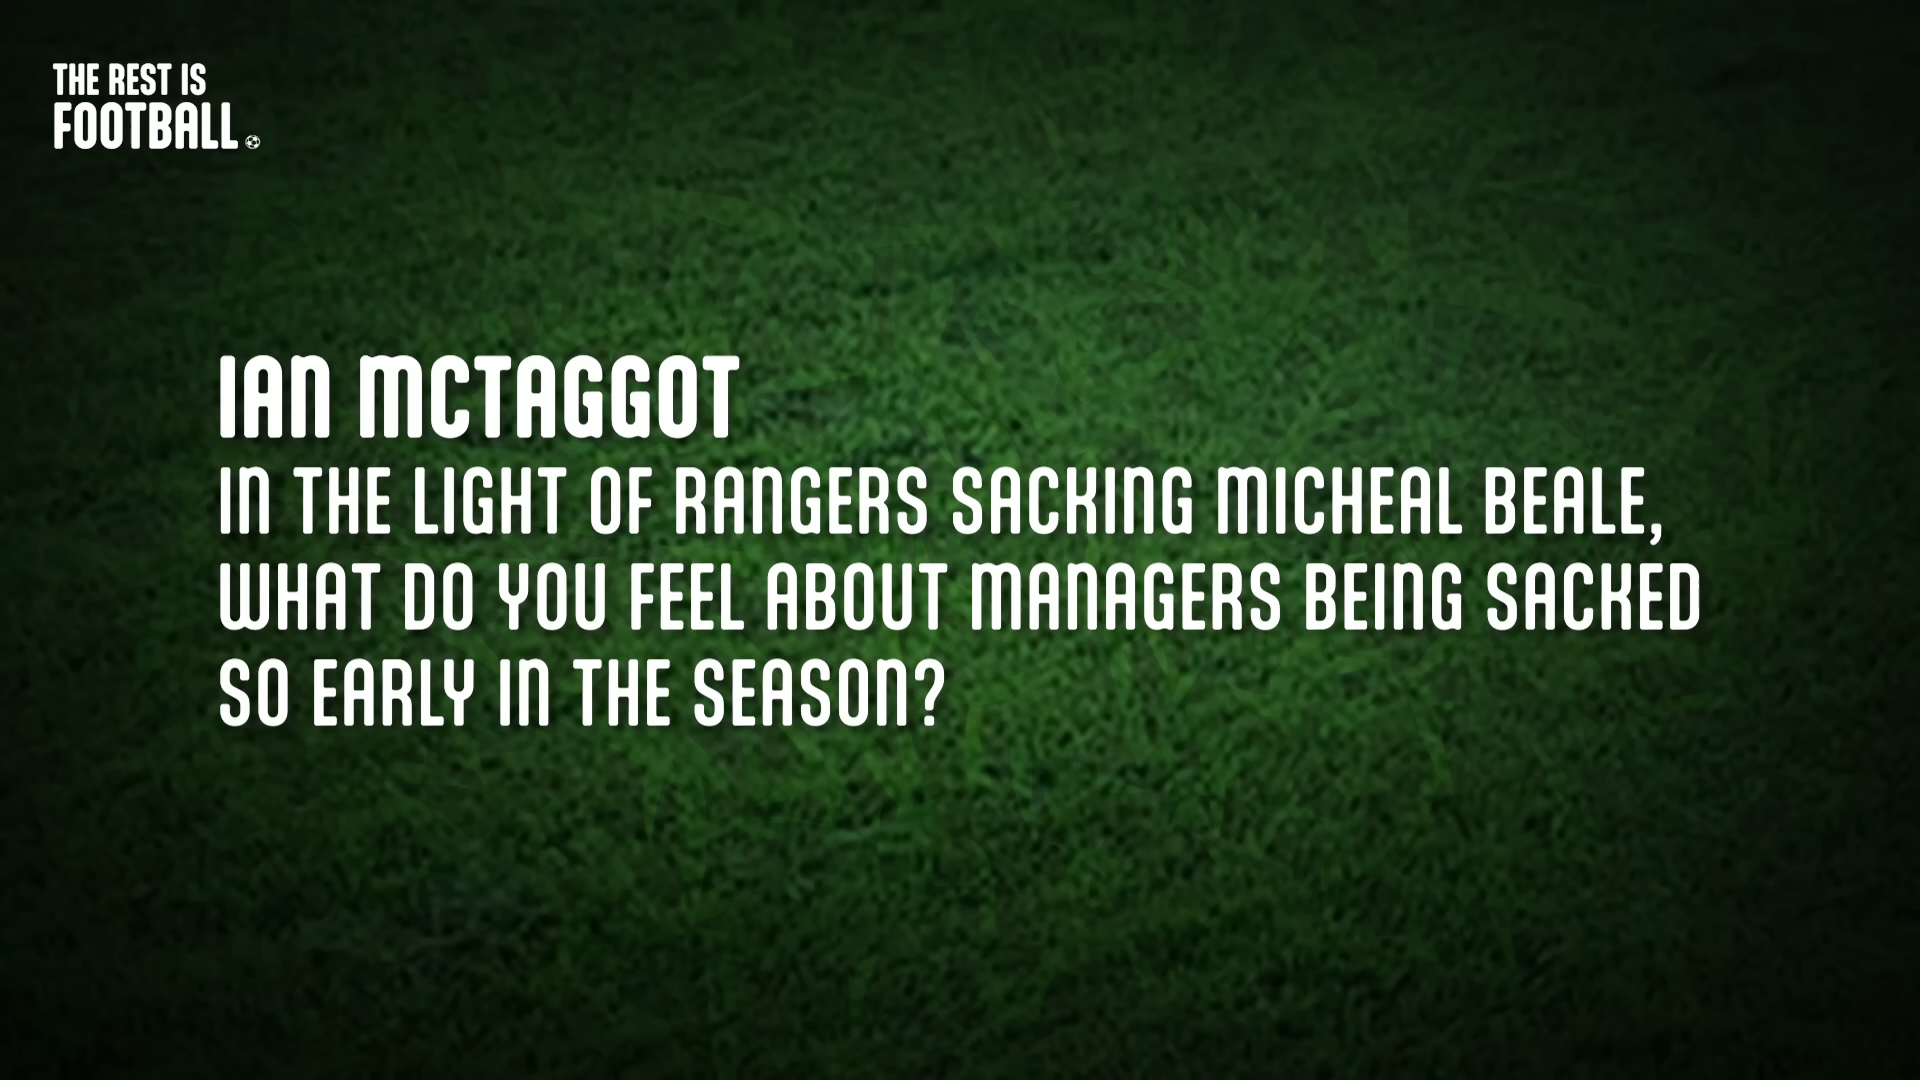 THE REST IS
FOOTBALL
IAN MCTAGGOT
IN THE LIGHT OF RANGERS SACKING MICHEAL BEALE,
WHAT DO YOU FEEL ABOUT MANAGERS BEING SACKED
SO EARLY IN THE SEASON?